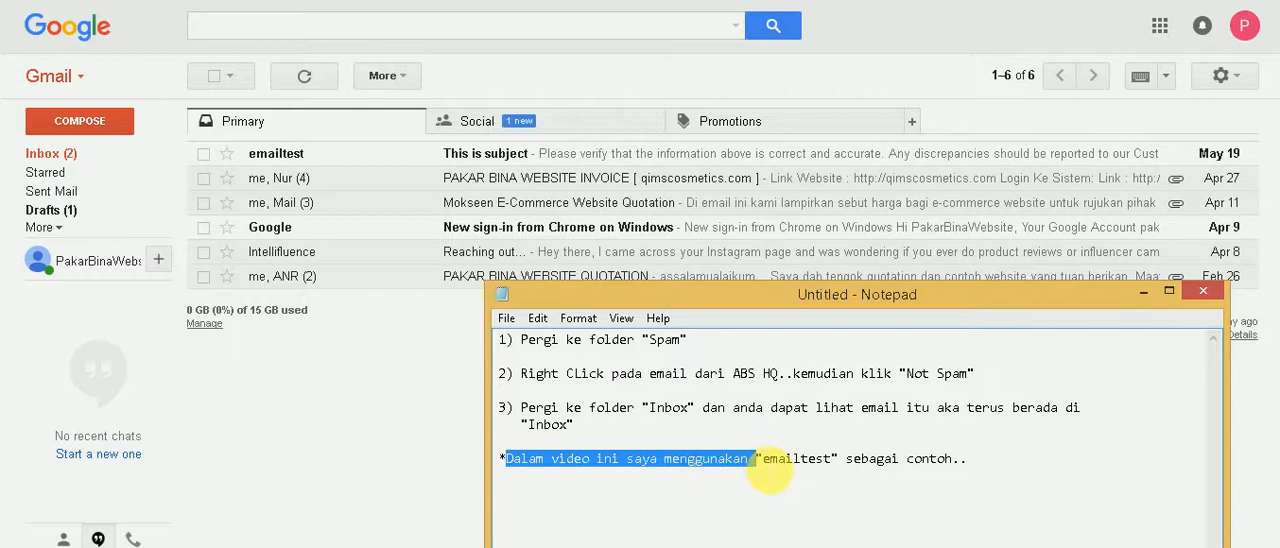 Google
P
Gmail
More
1–6 of 6
COMPOSE
Primary
Social 1 new
Promotions
+
Inbox (2)
Starred
Sent Mail
Drafts (1)
More
PakarBinaWebs
+
emailtest This is subject - Please verify that the information above is correct and accurate. Any discrepancies should be reported to our Cust May 19
me, Nur (4) PAKAR BINA WEBSITE INVOICE [ qimscosmetics.com ] - Link Website : http://qimscosmetics.com Login Ke Sistem: Link : http:/ Apr 27
me, Mail (3) Mokseen E-Commerce Website Quotation - Di email ini kami lampirkan sebut harga bagi e-commerce website untuk rujukan pihak Apr 11
Google New sign-in from Chrome on Windows - New sign-in from Chrome on Windows Hi PakarBinaWebsite, Your Google Account pak Apr 9
Intellifluence Reaching out... - Hey there, I came across your Instagram page and was wondering if you ever do product reviews or influencer cam Apr 8
me, ANR (2) PAKAR BINA WEBSITE QUOTATION - assalamualaikum... Saya dah tengok quotation dan contoh website yang tuan berikan. Maa Feb 26
0 GB (0%) of 15 GB used
Manage
ay ago
Details
No recent chats
Start a new one
Untitled - Notepad
File Edit Format View Help
1) Pergi ke folder "Spam"
2) Right CLick pada email dari ABS HQ..kemudian klik "Not Spam"
3) Pergi ke folder "Inbox" dan anda dapat lihat email itu aka terus berada di
"Inbox"
*Dalam video ini saya menggunakan "emailtest" sebagai contoh..